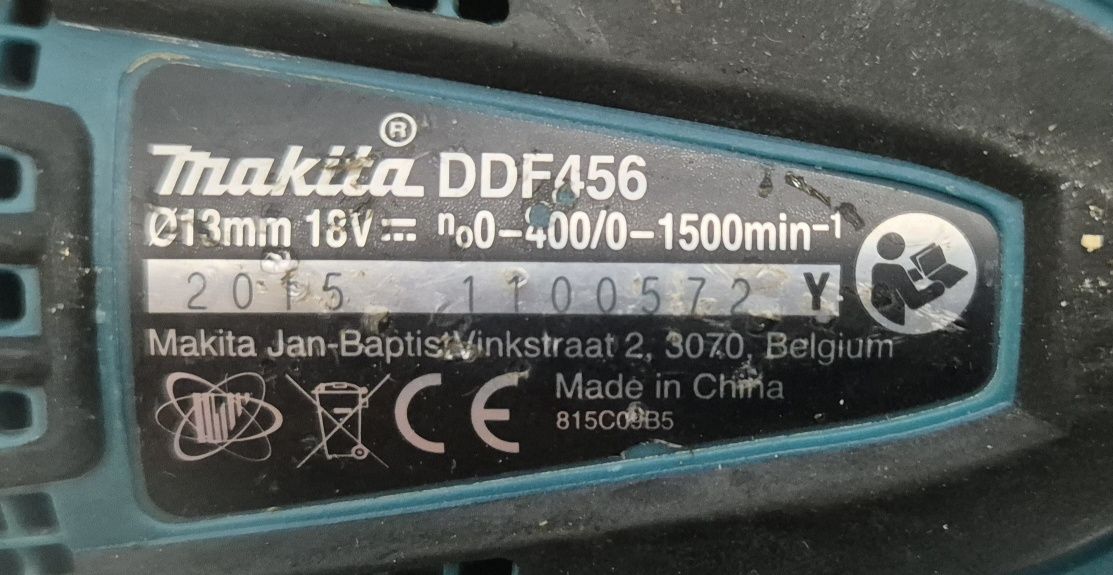 makita® DDF456
Ø13mm 18V⎓ n₀0-400/0-1500min⁻¹
2015 1100572 Y
Makita Jan-Baptist Vinkstraat 2, 3070, Belgium
CE
Made in China
815C09B5